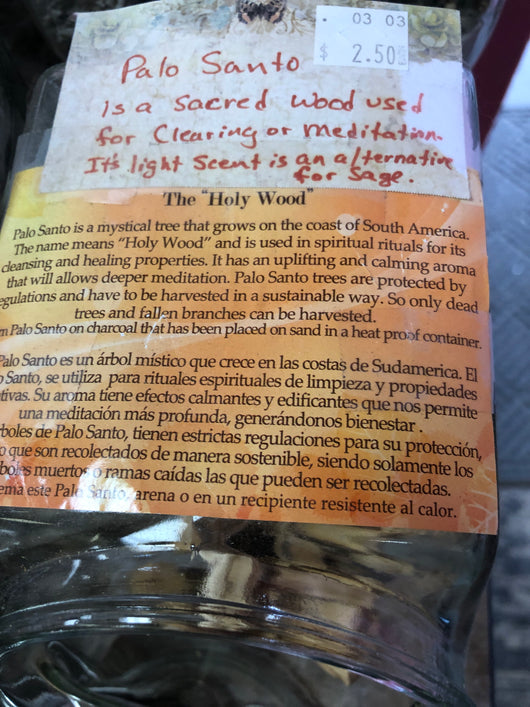 03 03
$ 2.50
Palo Santo
is a sacred wood used
for Clearing or meditation.
It's light Scent is an alternative
for Sage.
The "Holy Wood"
Palo Santo is a mystical tree that grows on the coast of South America.
The name means "Holy Wood" and is used in spiritual rituals for its
cleansing and healing properties. It has an uplifting and calming aroma
that will allows deeper meditation. Palo Santo trees are protected by
egulations and have to be harvested in a sustainable way. So only dead
trees and fallen branches can be harvested.
n Palo Santo on charcoal that has been placed on sand in a heat proof container.
Palo Santo es un árbol místico que crece en las costas de Sudamerica. El
o Santo, se utiliza para rituales espirituales de limpieza y propiedades
tivas. Su aroma tiene efectos calmantes y edificantes que nos permite
una meditación más profunda, generándonos bienestar .
boles de Palo Santo, tienen estrictas regulaciones para su protección,
o que son recolectados de manera sostenible, siendo solamente los
boles muertos o ramas caídas las que pueden ser recolectadas.
ema este Palo Santo, arena o en un recipiente resistente al calor.